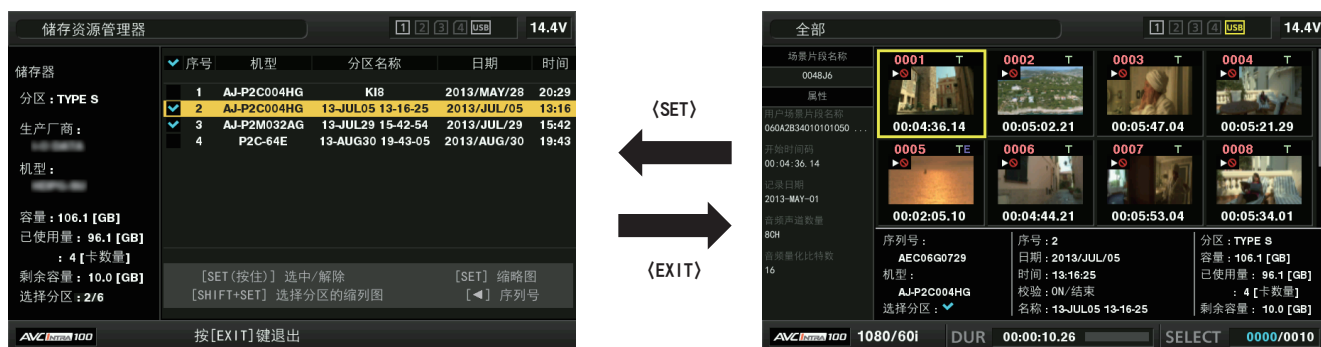 储存资源管理器
1 2 3 4 USB 14.4V
储存器
分区 : TYPE S
生产厂商 :
机型 :
容量 : 106.1 [GB]
已使用量 : 96.1 [GB]
: 4 [卡数量]
剩余容量 : 10.0 [GB]
选择分区 : 2/6
序号 机型 分区名称 日期 时间
1 AJ-P2C004HG KI8 2013/MAY/28 20:29
2 AJ-P2C004HG 13-JUL05 13-16-25 2013/JUL/05 13:16
3 AJ-P2M032AG 13-JUL29 15-42-54 2013/JUL/29 15:42
4 P2C-64E 13-AUG30 19-43-05 2013/AUG/30 19:43
[SET(按住)] 选中/解除 [SET] 缩略图
[SHIFT+SET] 选择分区的缩列图 [◀] 序列号
AVC Intra 100 按[EXIT]键退出
〈SET〉
〈EXIT〉
全部
1 2 3 4 USB 14.4V
场景片段名称
0048J6
属性
用户场景片段名称
060A2B34010101050 ...
开始时间码
00:04:36.14
记录日期
2013-MAY-01
音频声道数量
8CH
音频量化比特数
16
0001 T 0002 T 0003 T 0004 T
00:04:36.14 00:05:02.21 00:05:47.04 00:05:21.29
0005 TE 0006 T 0007 T 0008 T
00:02:05.10 00:04:44.21 00:05:53.04 00:05:34.01
序列号 :
AEC06G0729
机型 :
AJ-P2C004HG
选择分区 :
序号 : 2
日期 : 2013/JUL/05
时间 : 13:16:25
校验 : ON/结束
名称 : 13-JUL05 13-16-25
分区 : TYPE S
容量 : 106.1 [GB]
已使用量 : 96.1 [GB]
: 4 [卡数量]
剩余容量 : 10.0 [GB]
AVC Intra 100 1080/60i DUR 00:00:10.26 SELECT 0000/0010